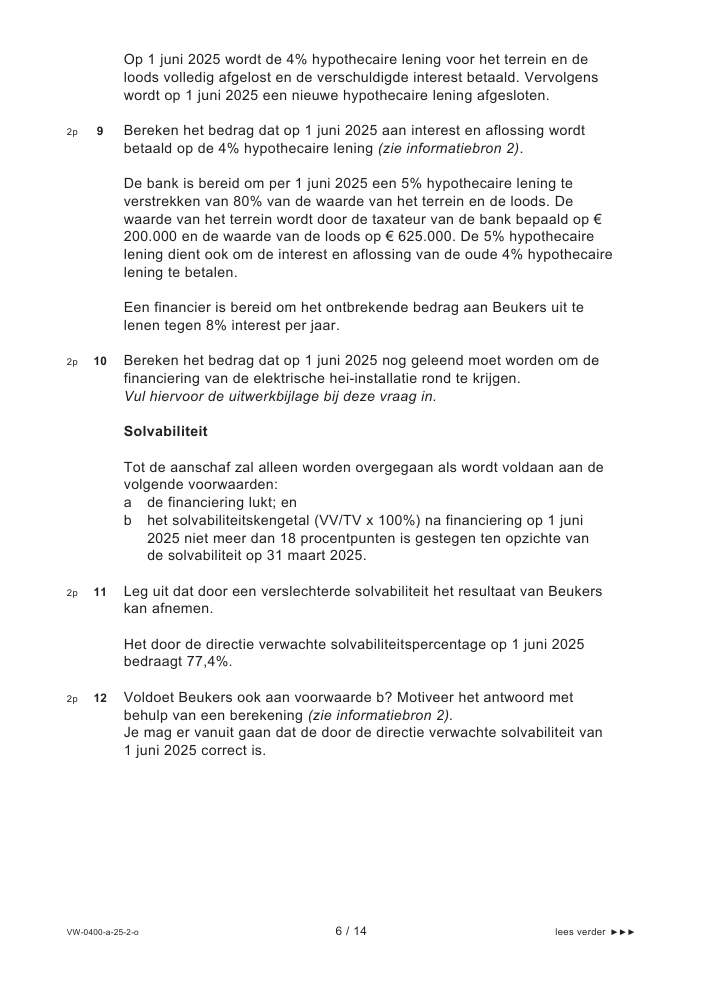 Op 1 juni 2025 wordt de 4% hypothecaire lening voor het terrein en de
loods volledig afgelost en de verschuldigde interest betaald. Vervolgens
wordt op 1 juni 2025 een nieuwe hypothecaire lening afgesloten.
2p 9 Bereken het bedrag dat op 1 juni 2025 aan interest en aflossing wordt
betaald op de 4% hypothecaire lening (zie informatiebron 2).
De bank is bereid om per 1 juni 2025 een 5% hypothecaire lening te
verstrekken van 80% van de waarde van het terrein en de loods. De
waarde van het terrein wordt door de taxateur van de bank bepaald op €
200.000 en de waarde van de loods op € 625.000. De 5% hypothecaire
lening dient ook om de interest en aflossing van de oude 4% hypothecaire
lening te betalen.
Een financier is bereid om het ontbrekende bedrag aan Beukers uit te
lenen tegen 8% interest per jaar.
2p 10 Bereken het bedrag dat op 1 juni 2025 nog geleend moet worden om de
financiering van de elektrische hei-installatie rond te krijgen.
Vul hiervoor de uitwerkbijlage bij deze vraag in.
Solvabiliteit
Tot de aanschaf zal alleen worden overgegaan als wordt voldaan aan de
volgende voorwaarden:
a de financiering lukt; en
b het solvabiliteitskengetal (VV/TV x 100%) na financiering op 1 juni
2025 niet meer dan 18 procentpunten is gestegen ten opzichte van
de solvabiliteit op 31 maart 2025.
2p 11 Leg uit dat door een verslechterde solvabiliteit het resultaat van Beukers
kan afnemen.
Het door de directie verwachte solvabiliteitspercentage op 1 juni 2025
bedraagt 77,4%.
2p 12 Voldoet Beukers ook aan voorwaarde b? Motiveer het antwoord met
behulp van een berekening (zie informatiebron 2).
Je mag er vanuit gaan dat de door de directie verwachte solvabiliteit van
1 juni 2025 correct is.
VW-0400-a-25-2-o 6 / 14 lees verder ►►►